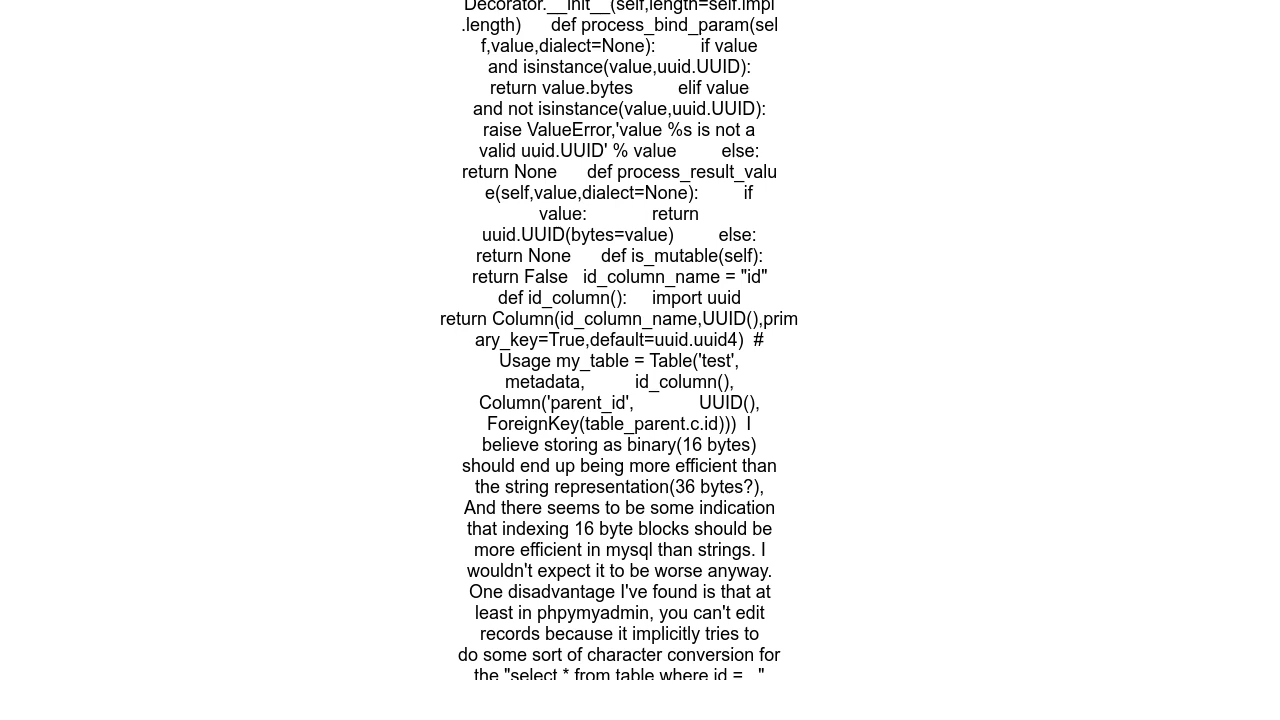 Decorator.__init__(self,length=self.impl
.length)      def process_bind_param(sel
f,value,dialect=None):         if value
and isinstance(value,uuid.UUID):
return value.bytes         elif value
and not isinstance(value,uuid.UUID):
raise ValueError,'value %s is not a
valid uuid.UUID' % value         else:
return None      def process_result_valu
e(self,value,dialect=None):         if
value:             return
uuid.UUID(bytes=value)         else:
return None      def is_mutable(self):
return False   id_column_name = "id"
def id_column():     import uuid
return Column(id_column_name,UUID(),prim
ary_key=True,default=uuid.uuid4)  #
Usage my_table = Table('test',
metadata,          id_column(),
Column('parent_id',             UUID(),
ForeignKey(table_parent.c.id)))  I
believe storing as binary(16 bytes)
should end up being more efficient than
the string representation(36 bytes?),
And there seems to be some indication
that indexing 16 byte blocks should be
more efficient in mysql than strings. I
wouldn't expect it to be worse anyway.
One disadvantage I've found is that at
least in phpymyadmin, you can't edit
records because it implicitly tries to
do some sort of character conversion for
the "select * from table where id =..."